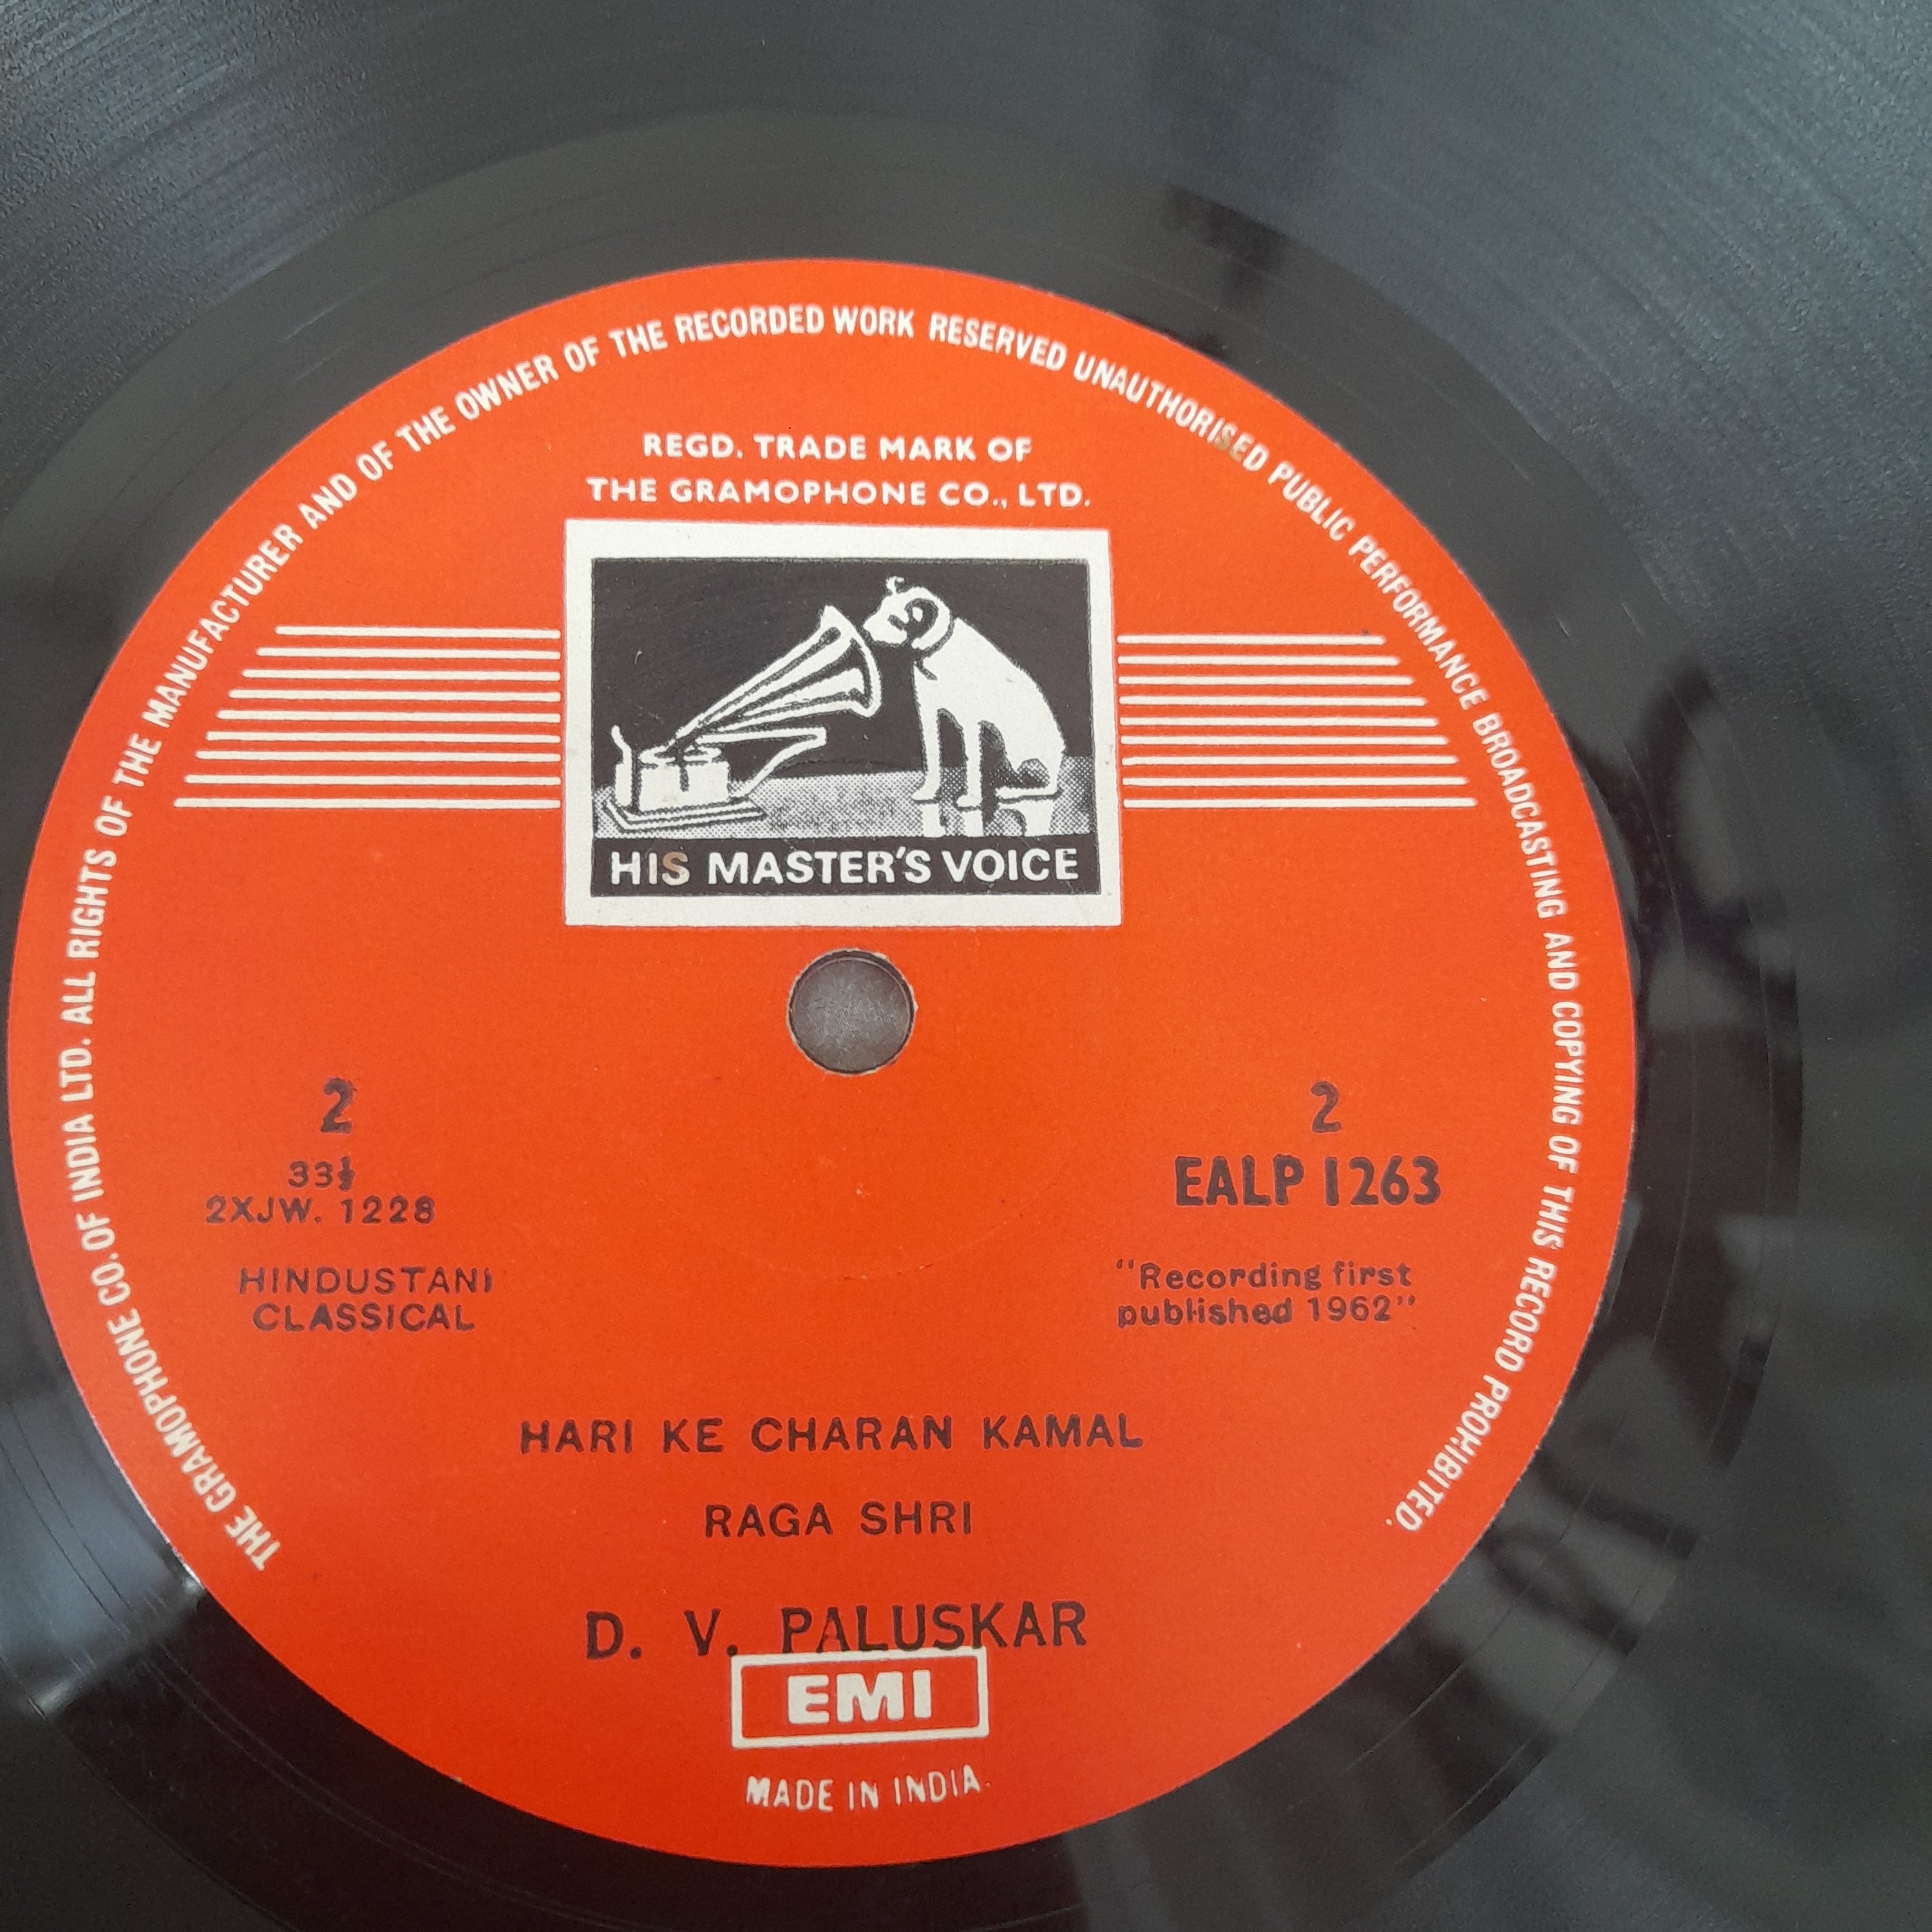 THE GRAMOPHONE CO. OF INDIA LTD. ALL RIGHTS OF THE MANUFACTURER AND OF THE OWNER OF THE RECORDED WORK RESERVED UNAUTHORISED PUBLIC PERFORMANCE BROADCASTING AND COPYING OF THIS RECORD PROHIBITED.
REGD. TRADE MARK OF
THE GRAMOPHONE CO., LTD.
HIS MASTER'S VOICE
2
33⅓
2XJW. 1228
HINDUSTANI
CLASSICAL
2
EALP 1263
"Recording first
published 1962"
HARI KE CHARAN KAMAL
RAGA SHRI
D. V. PALUSKAR
EMI
MADE IN INDIA.